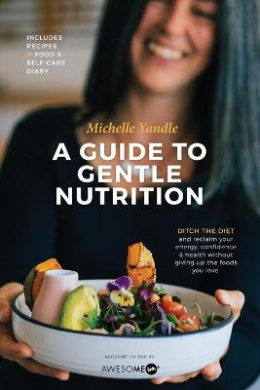 INCLUDES
RECIPES
+ FOOD &
SELF-CARE
DIARY
Michelle Yandle
A GUIDE TO
GENTLE
NUTRITION
DITCH THE DIET
and reclaim your
energy, confidence
& health without
giving up the foods
you love.
BROUGHT TO YOU BY
AWESOME